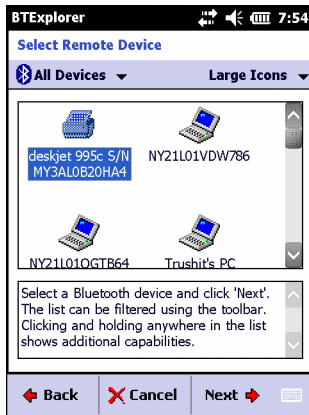 BTExplorer 7:54
Select Remote Device
All Devices Large Icons
deskjet 995c S/N
MY3AL0B20HA4
NY21L01VDW786
NY21L01OGTB64 Trushit's PC
Select a Bluetooth device and click 'Next'.
The list can be filtered using the toolbar.
Clicking and holding anywhere in the list
shows additional capabilities.
Back Cancel Next